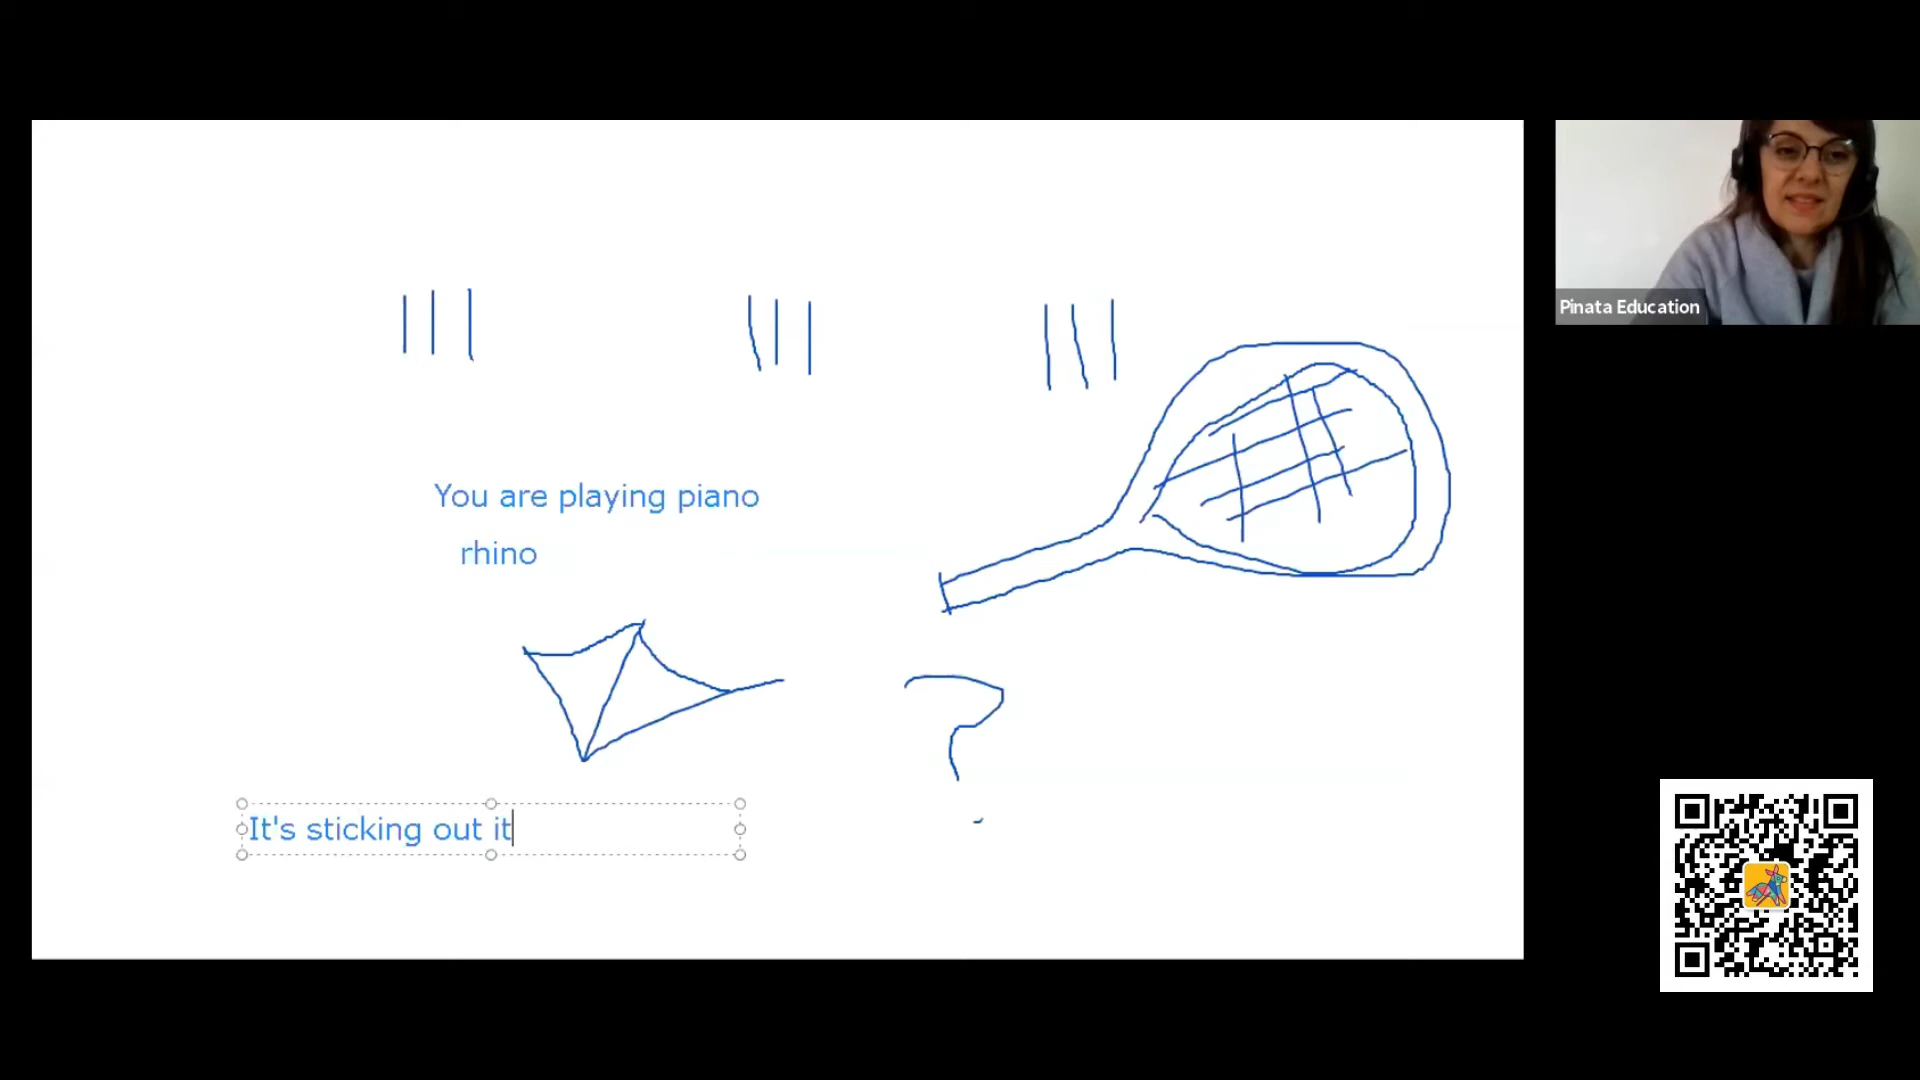 Pinata Education
You are playing piano
rhino
?
It's sticking out it